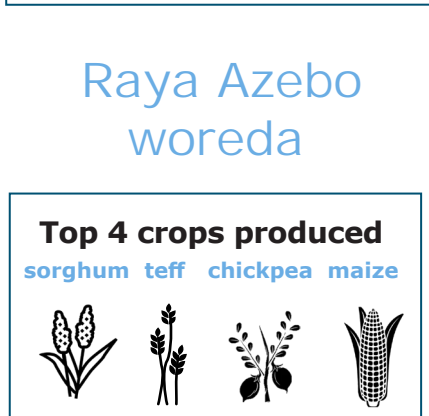 Raya Azebo
woreda
Top 4 crops produced
sorghum teff chickpea maize